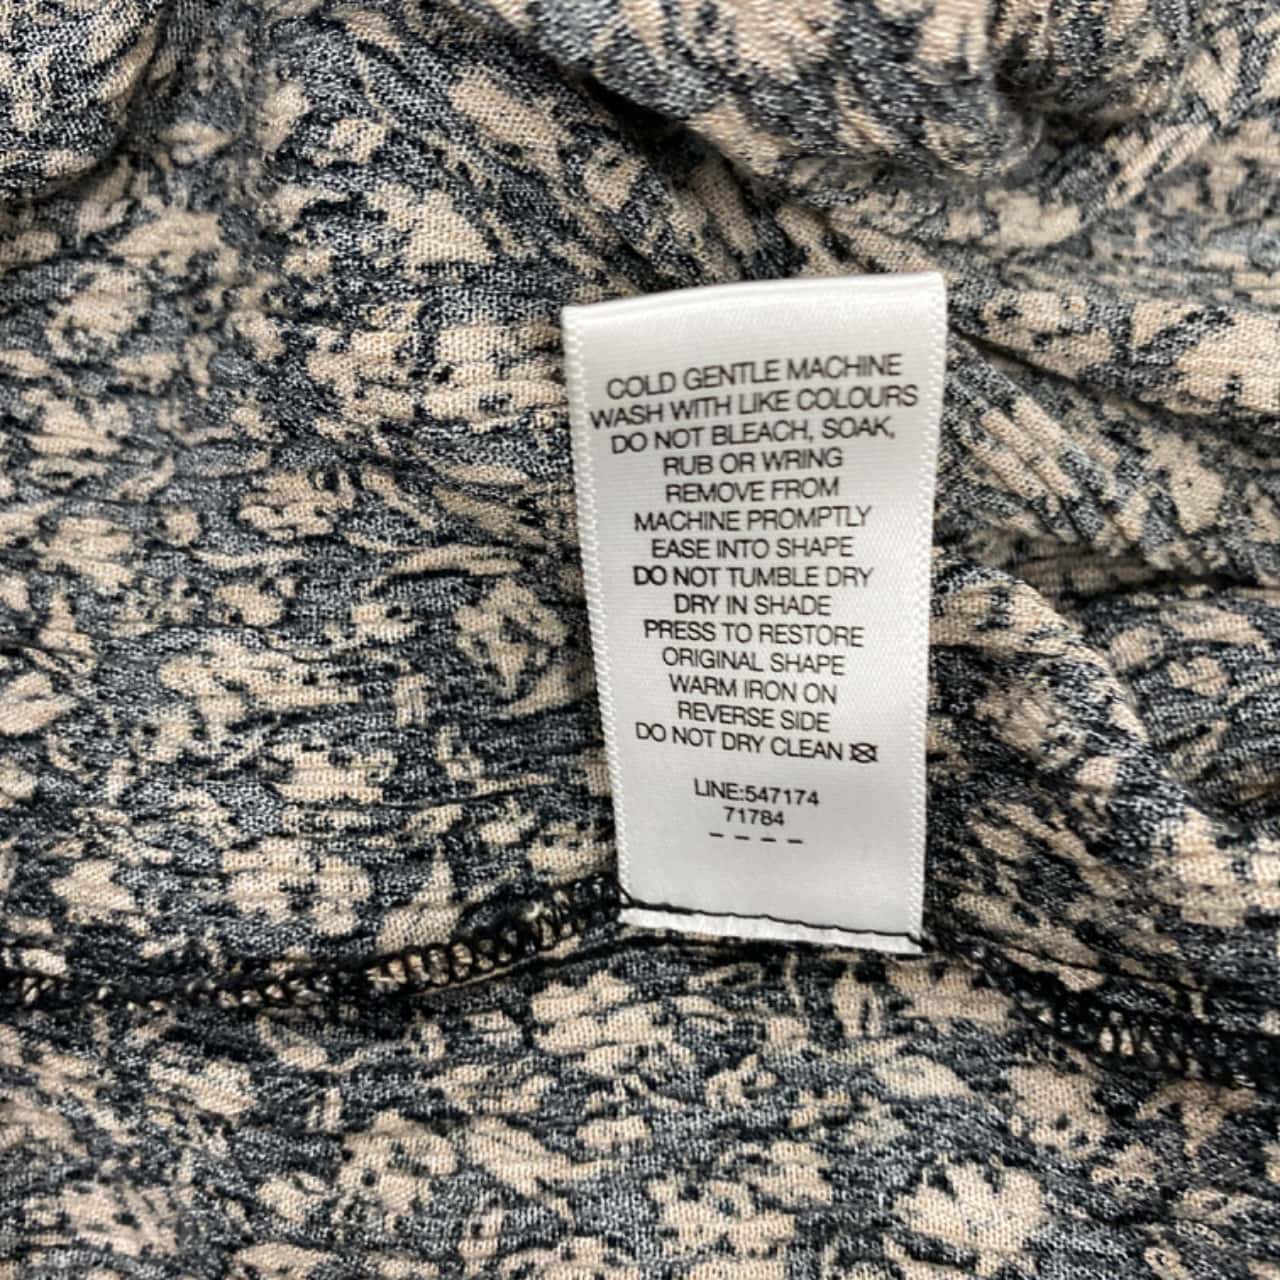 COLD GENTLE MACHINE
WASH WITH LIKE COLOURS
DO NOT BLEACH, SOAK,
RUB OR WRING
REMOVE FROM
MACHINE PROMPTLY
EASE INTO SHAPE
DO NOT TUMBLE DRY
DRY IN SHADE
PRESS TO RESTORE
ORIGINAL SHAPE
WARM IRON ON
REVERSE SIDE
DO NOT DRY CLEAN
LINE:547174
71784
- - - -